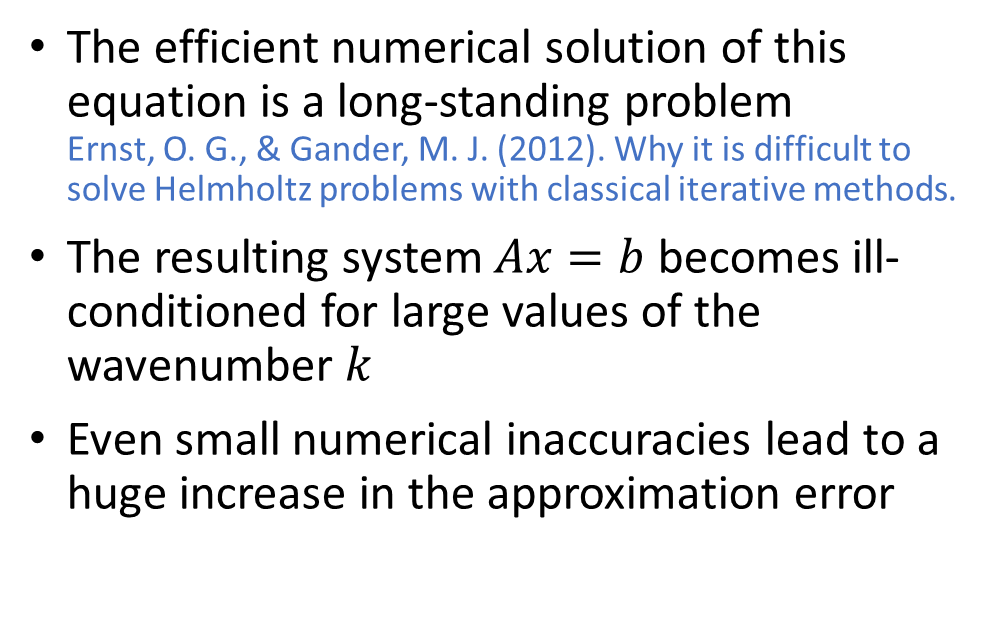 • The efficient numerical solution of this
equation is a long-standing problem
Ernst, O. G., & Gander, M. J. (2012). Why it is difficult to
solve Helmholtz problems with classical iterative methods.
• The resulting system 𝐴𝑥 = 𝑏 becomes ill-
conditioned for large values of the
wavenumber 𝑘
• Even small numerical inaccuracies lead to a
huge increase in the approximation error